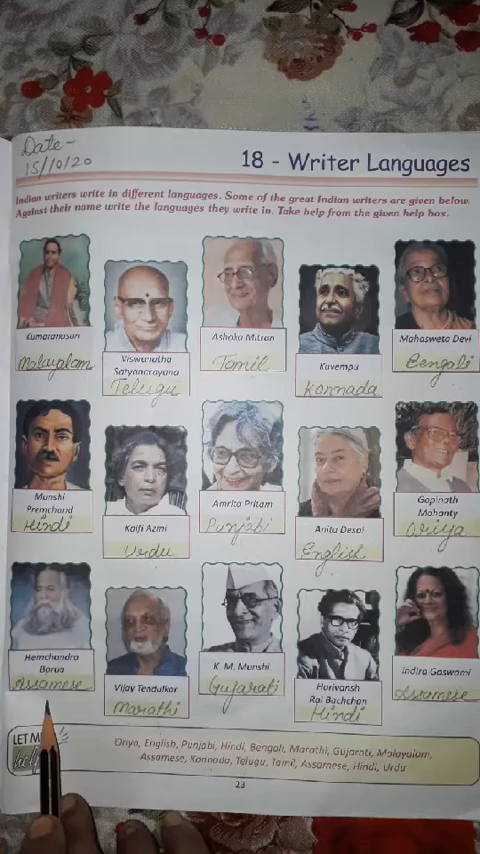 Date-
15/10/20
18 - Writer Languages
Indian writers write in different languages. Some of the great Indian writers are given below.
Against their name write the languages they write in. Take help from the given help box.
Kumaranasan
Malayalam
Viswanatha
Satyanarayana
Telugu
Ashoka Mitran
Tamil
Kuvempu
Kannada
Mahasweta Devi
Bengali
Munshi
Premchand
Hindi
Kaifi Azmi
Urdu
Amrita Pritam
Punjabi
Anita Desai
English
Gopinath
Mohanty
Oriya
Hemchandra
Barua
Assamese
Vijay Tendulkar
Marathi
K. M. Munshi
Gujarati
Harivansh
Rai Bachchan
Hindi
Indira Goswami
Assamese
LET ME
help
Oriya, English, Punjabi, Hindi, Bengali, Marathi, Gujarati, Malayalam,
Assamese, Kannada, Telugu, Tamil, Assamese, Hindi, Urdu
23